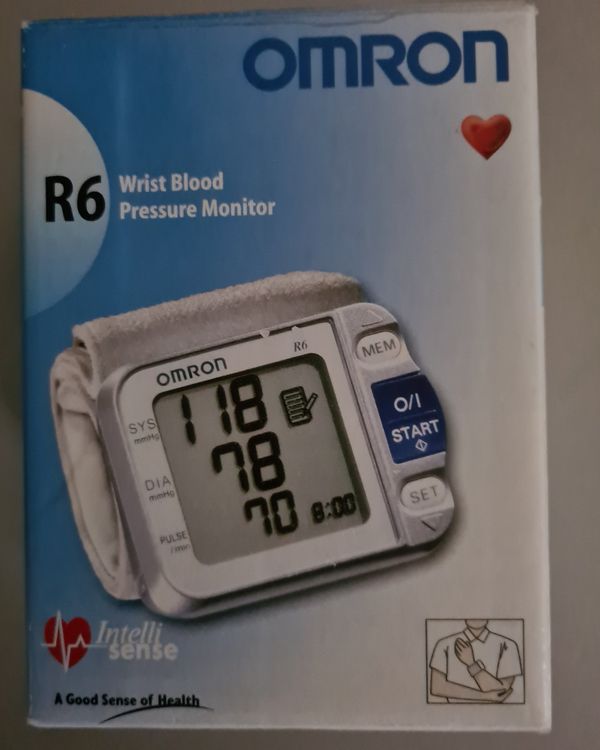 OMRON
R6
Wrist Blood
Pressure Monitor
OMRON
R6
MEM
O/I
START
SET
SYS
mmHg
118
DIA
mmHg
78
PULSE
/min
70 8:00
Intelli
sense
A Good Sense of Health